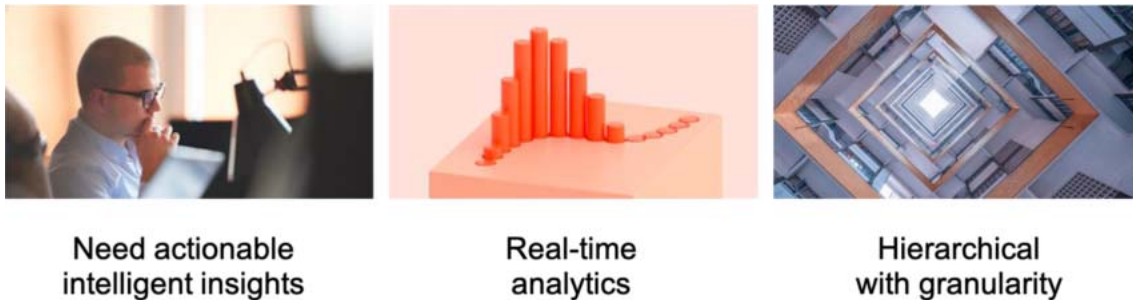 Need actionable
intelligent insights
Real-time
analytics
Hierarchical
with granularity